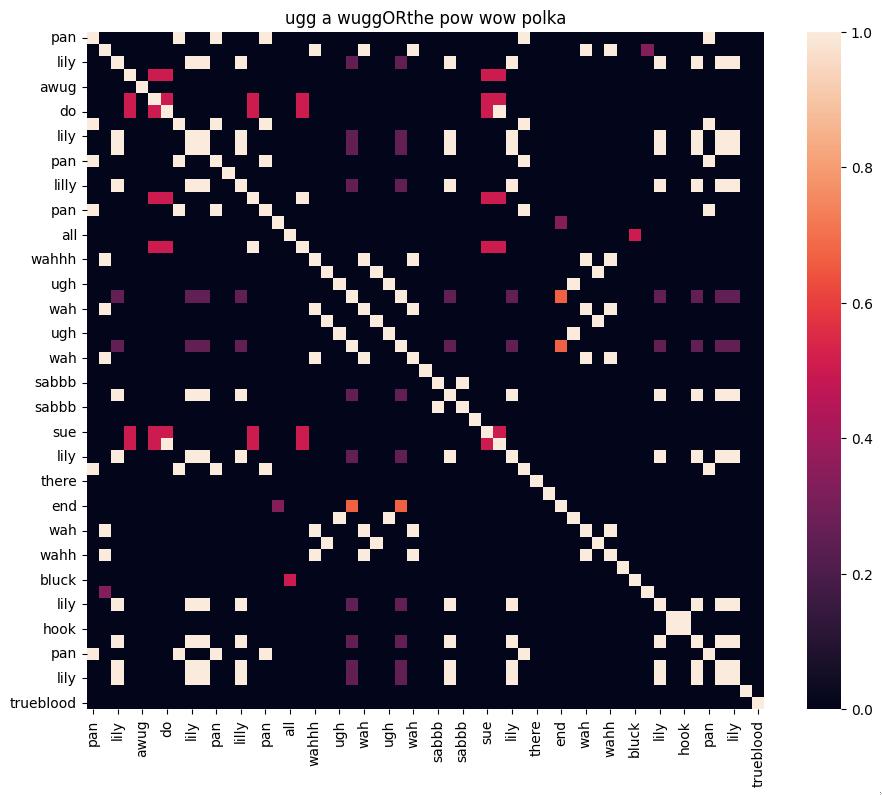 ugg a wuggORthe pow wow polka
pan
lily
awug
do
lily
pan
lilly
pan
all
wahhh
ugh
wah
ugh
wah
sabbb
sabbb
sue
lily
there
end
wah
wahh
bluck
lily
hook
pan
lily
trueblood
1.0
0.8
0.6
0.4
0.2
0.0
pan
lily
awug
do
lily
pan
lilly
pan
all
wahhh
ugh
wah
ugh
wah
sabbb
sabbb
sue
lily
there
end
wah
wahh
bluck
lily
hook
pan
lily
trueblood